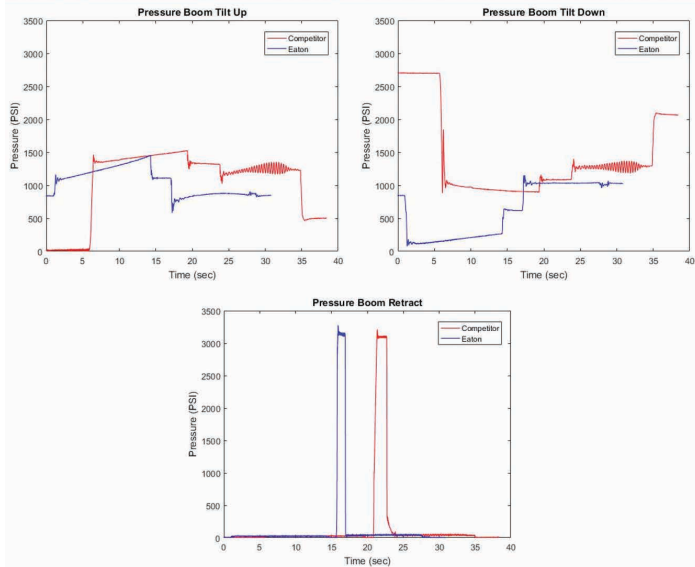 Pressure Boom Tilt Up
Competitor
Eaton
Pressure (PSI)
3500
3000
2500
2000
1500
1000
500
0
0 5 10 15 20 25 30 35 40
Time (sec)
Pressure Boom Tilt Down
Competitor
Eaton
Pressure (PSI)
3500
3000
2500
2000
1500
1000
500
0
0 5 10 15 20 25 30 35 40
Time (sec)
Pressure Boom Retract
Competitor
Eaton
Pressure (PSI)
3500
3000
2500
2000
1500
1000
500
0
0 5 10 15 20 25 30 35 40
Time (sec)